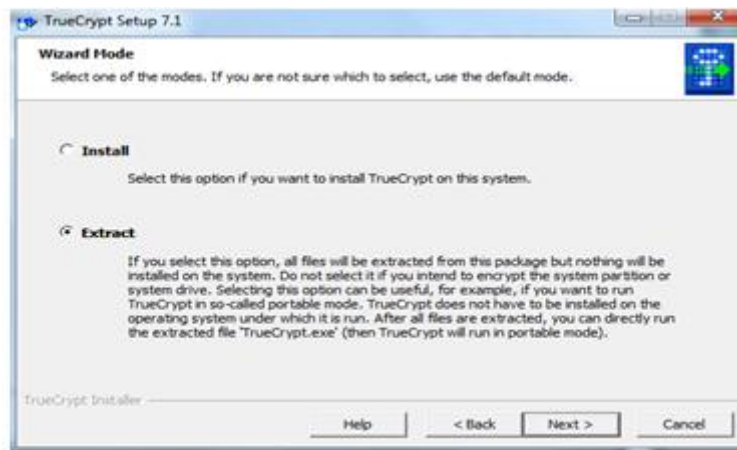 TrueCrypt Setup 7.1
Wizard Mode
Select one of the modes. If you are not sure which to select, use the default mode.
Install
Select this option if you want to install TrueCrypt on this system.
Extract
If you select this option, all files will be extracted from this package but nothing will be
installed on the system. Do not select it if you intend to encrypt the system partition or
system drive. Selecting this option can be useful, for example, if you want to run
TrueCrypt in so-called portable mode. TrueCrypt does not have to be installed on the
operating system under which it is run. After all files are extracted, you can directly run
the extracted file 'TrueCrypt.exe' (then TrueCrypt will run in portable mode).
TrueCrypt Installer
Help < Back Next > Cancel